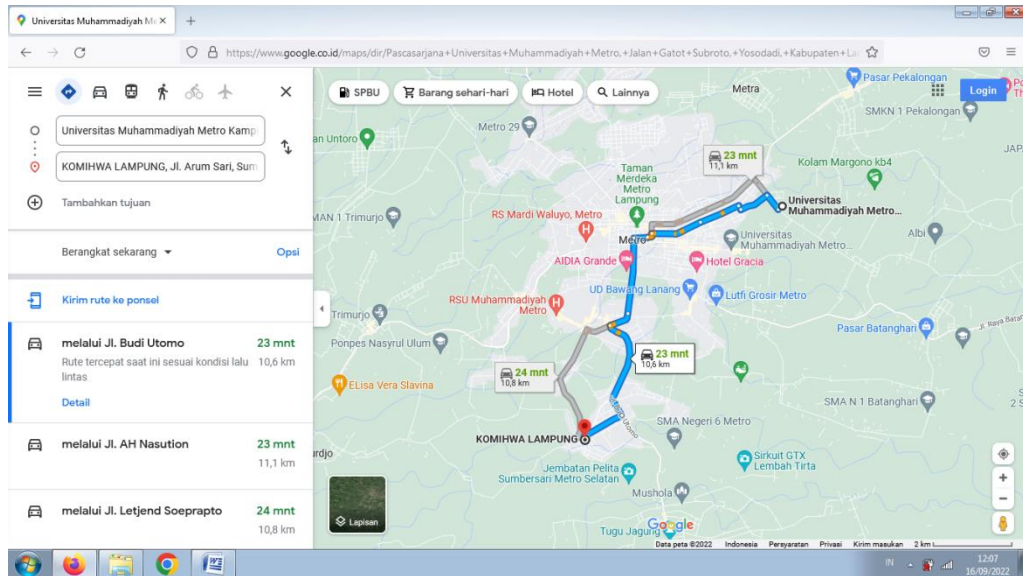 Universitas Muhammadiyah M
https://www.google.co.id/maps/dir/Pascasarjana+Universitas+Muhammadiyah+Metro,+Jalan+Gatot+Subroto,+Yosodadi,+Kabupaten+La
Universitas Muhammadiyah Metro Kamp
KOMIHWA LAMPUNG, Jl. Arum Sari, Sum
Tambahkan tujuan
Berangkat sekarang
Opsi
Kirim rute ke ponsel
melalui Jl. Budi Utomo 23 mnt
Rute tercepat saat ini sesuai kondisi lalu 10,6 km
lintas
Detail
melalui Jl. AH Nasution 23 mnt
11,1 km
melalui Jl. Letjend Soeprapto 24 mnt
10,8 km
SPBU
Barang sehari-hari
Hotel
Lainnya
Metra
Pasar Pekalongan
Login
SMKN 1 Pekalongan
Metro 29
an Untoro
23 mnt
11,1 km
Kolam Margono kb4
JAP
Taman
Merdeka
Metro
Lampung
Universitas
Muhammadiyah Metro...
MAN 1 Trimurjo
RS Mardi Waluyo, Metro
Metro
Universitas
Muhammadiyah Metro...
Albi
AIDIA Grande
Hotel Gracia
UD Bawang Lanang
Lutfi Grosir Metro
RSU Muhammadiyah
Metro
Trimurjo
Pasar Batanghari
Ponpes Nasyrul Ulum
23 mnt
10,6 km
24 mnt
10,8 km
ELisa Vera Slavina
SMA N 1 Batanghari
SMA Negeri 6 Metro
KOMIHWA LAMPUNG
urdjo
Sirkuit GTX
Lembah Tirta
Jembatan Pelita
Sumbersari Metro Selatan
Mushola
Lapisan
Google
Tugu Jagung
Data peta ©2022 Indonesia Persyaratan Privasi Kirim masukan 2 km
IN
12:07
16/09/2022